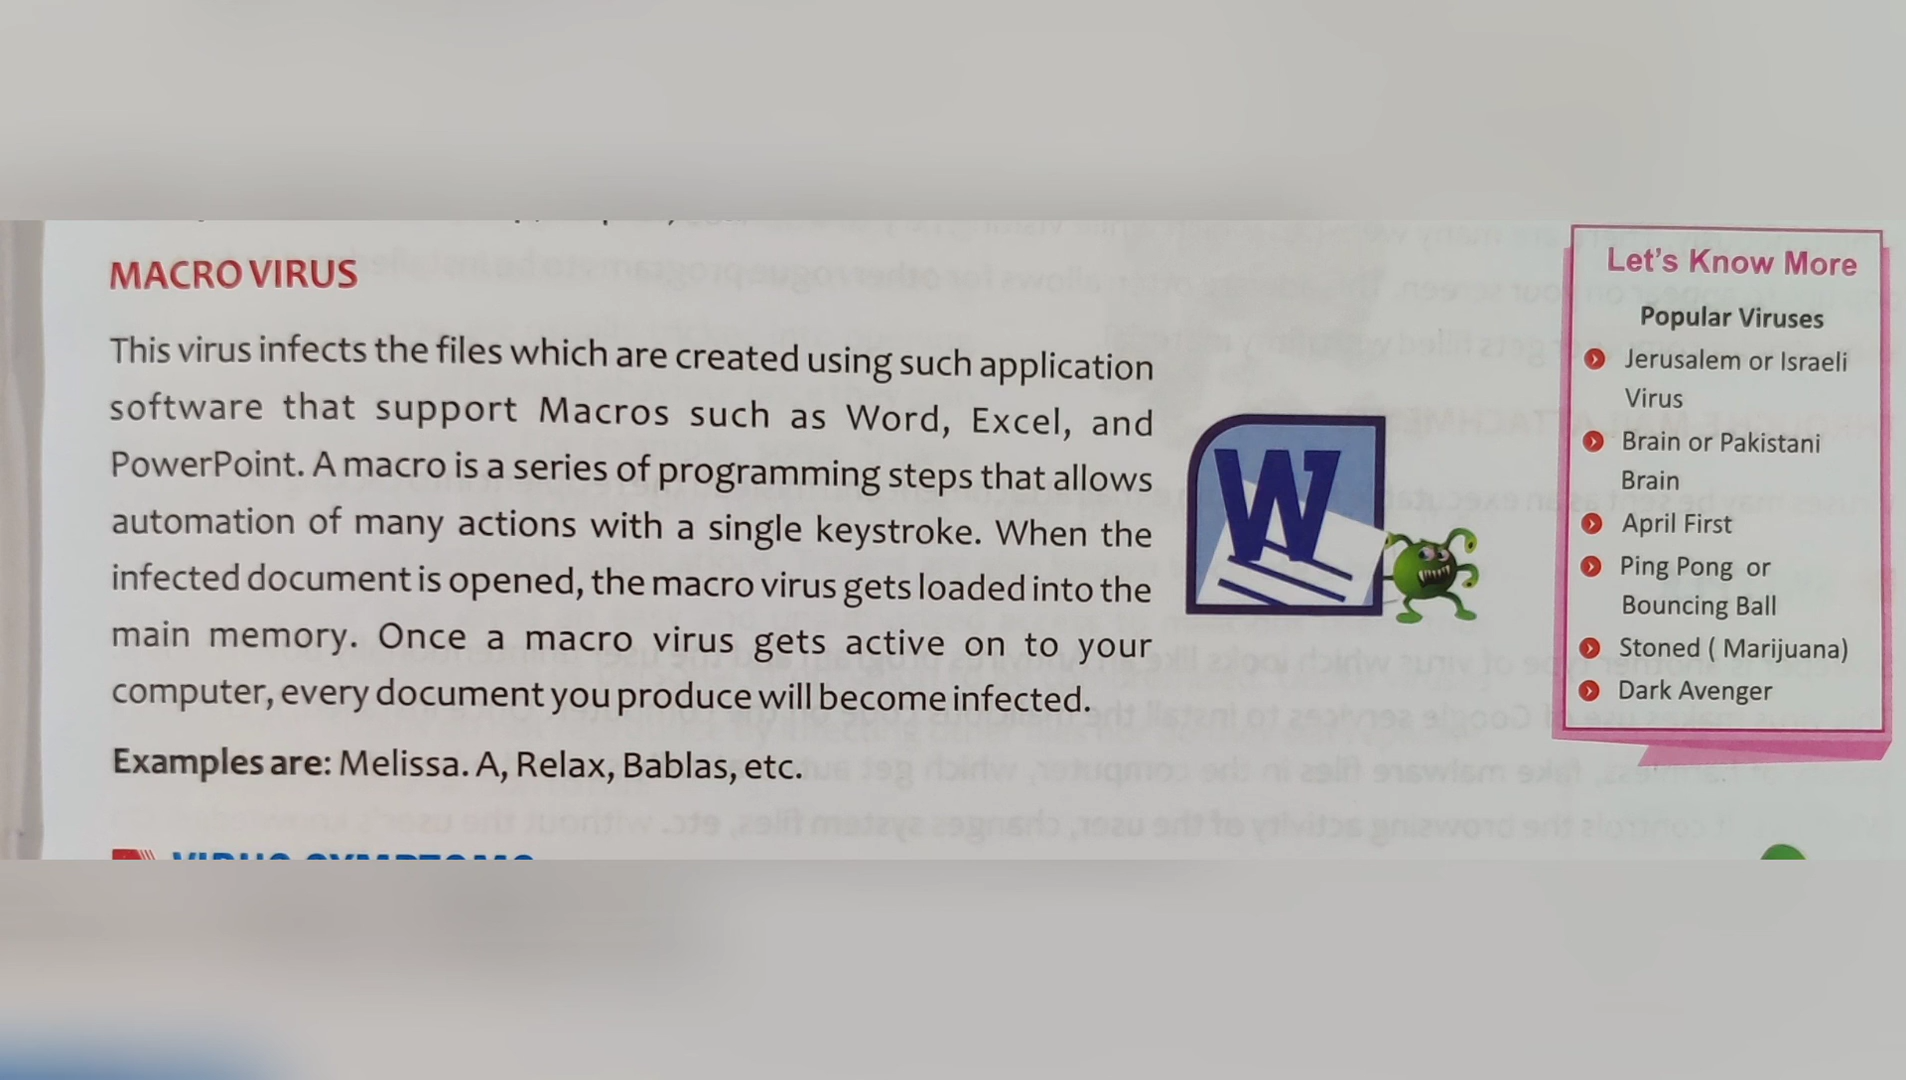 MACRO VIRUS
This virus infects the files which are created using such application
software that support Macros such as Word, Excel, and
PowerPoint. A macro is a series of programming steps that allows
automation of many actions with a single keystroke. When the
infected document is opened, the macro virus gets loaded into the
main memory. Once a macro virus gets active on to your
computer, every document you produce will become infected.
Examples are: Melissa. A, Relax, Bablas, etc.
W
Let's Know More
Popular Viruses
Jerusalem or Israeli
Virus
Brain or Pakistani
Brain
April First
Ping Pong or
Bouncing Ball
Stoned ( Marijuana)
Dark Avenger